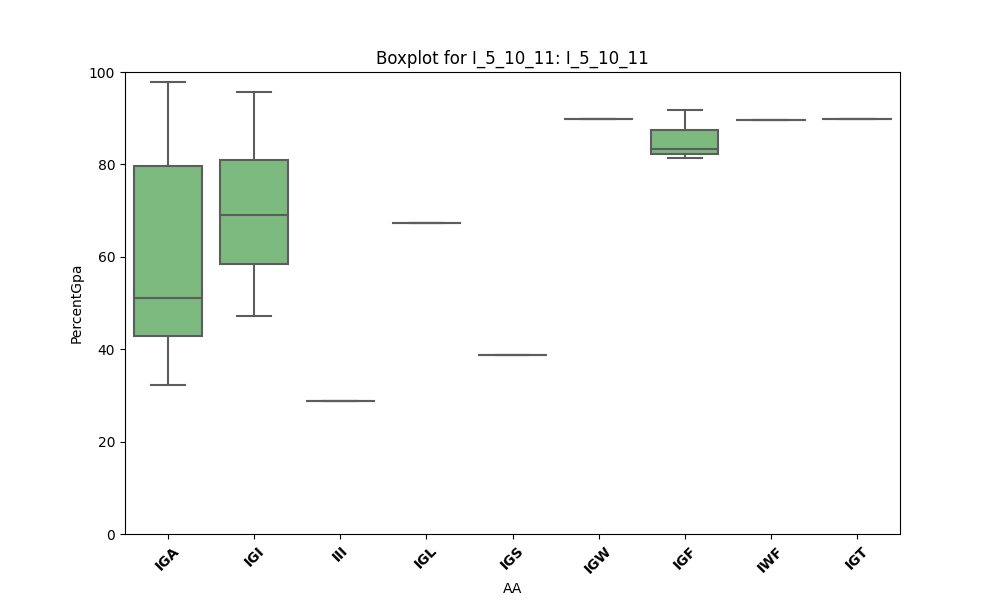 Boxplot for I_5_10_11: I_5_10_11
PercentGpa
100
80
60
40
20
0
IGA
IGI
III
IGL
IGS
IGW
IGF
IWF
IGT
AA